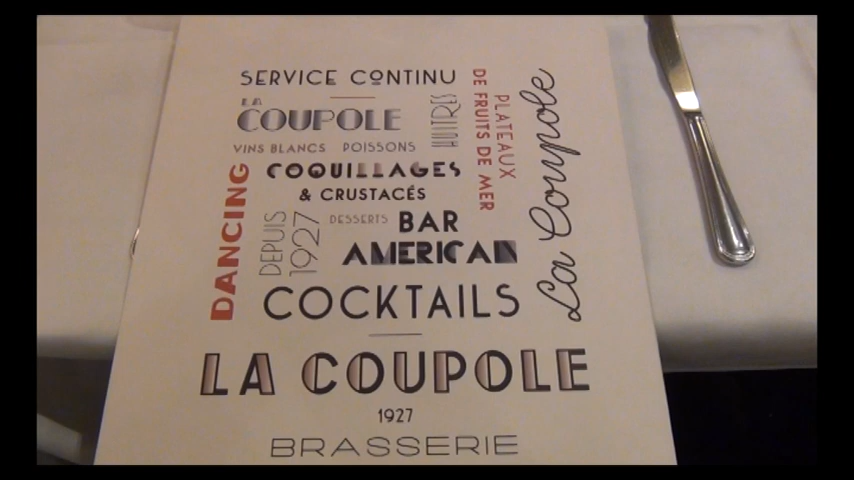 SERVICE CONTINU
LA
COUPOLE
HUITRES
PLATEAUX
DE FRUITS DE MER
La Coupole
VINS BLANCS POISSONS
COQUILLAGES
& CRUSTACÉS
DANCING
DEPUIS
1927
DESSERTS
BAR
AMERICAN
COCKTAILS
LA COUPOLE
1927
BRASSERIE